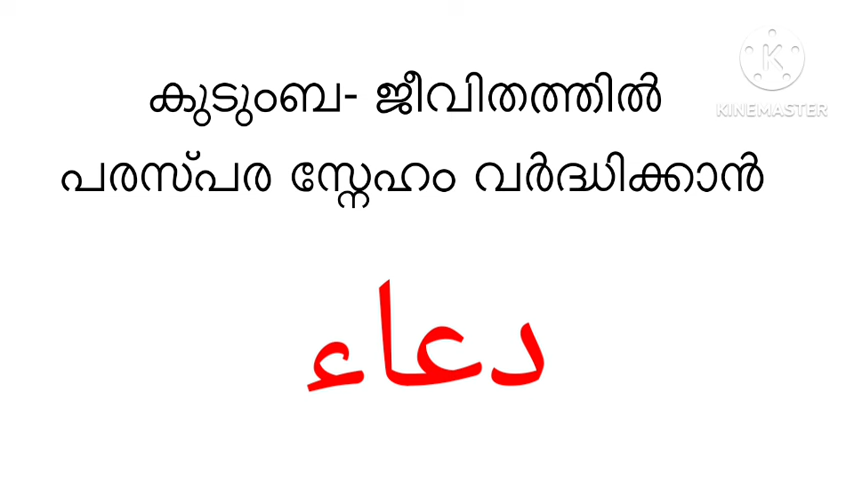 കുടുംബ- ജീവിതത്തിൽ
പരസ്പര സ്നേഹം വർദ്ധിക്കാൻ
دعاء
K
KINEMASTER